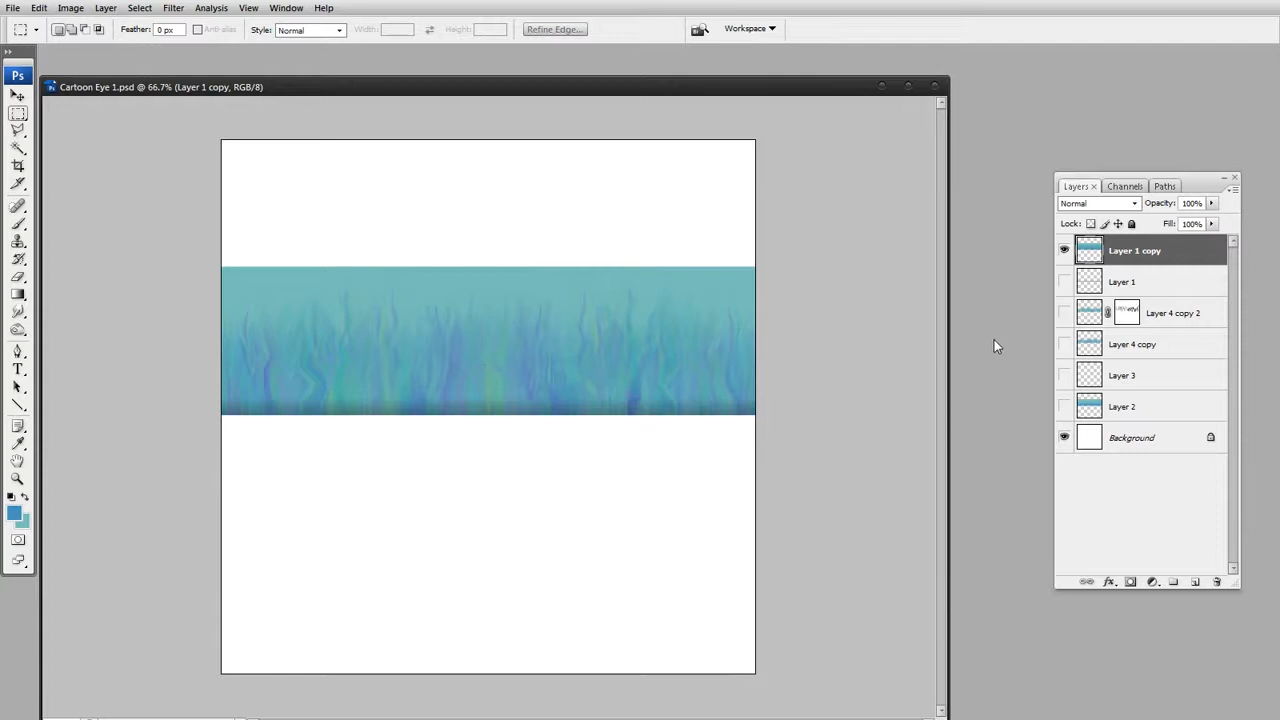 File Edit Image Layer Select Filter Analysis View Window Help
Feather: 0 px Anti-alias Style: Normal Width: Height: Refine Edge... Workspace
Ps
Cartoon Eye 1.psd @ 66.7% (Layer 1 copy, RGB/8)
Layers x Channels Paths
Normal Opacity: 100%
Lock: Fill: 100%
Layer 1 copy
Layer 1
Layer 4 copy 2
Layer 4 copy
Layer 3
Layer 2
Background
T
fx